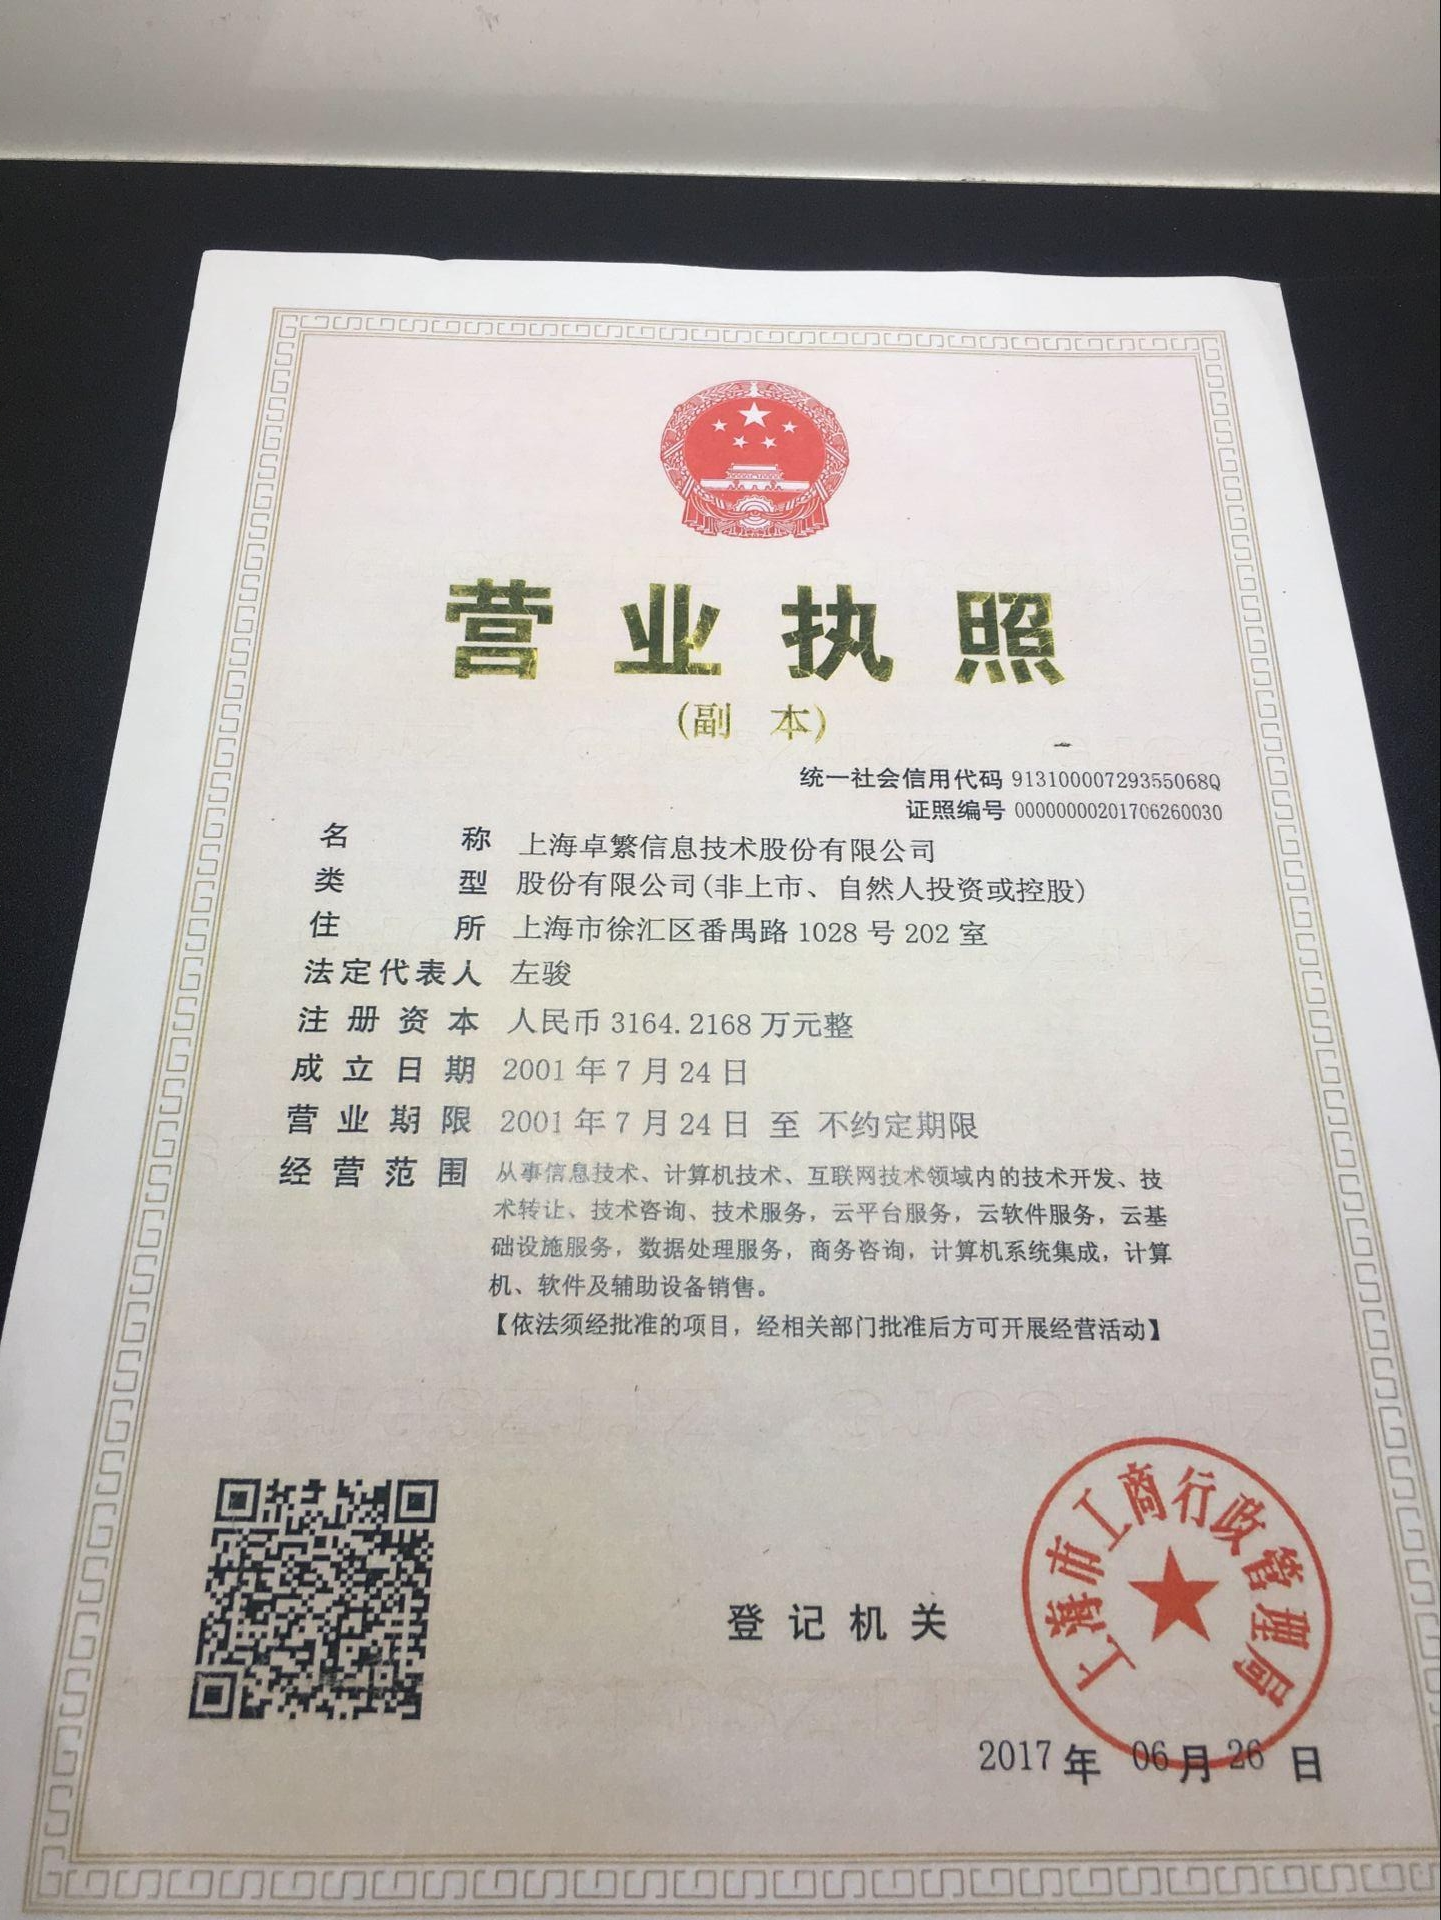 营业执照
(副 本)
统一社会信用代码 91310000729355068Q
证照编号 00000000201706260030
名称 上海卓繁信息技术股份有限公司
类型 股份有限公司(非上市、自然人投资或控股)
住所 上海市徐汇区番禺路 1028 号 202 室
法定代表人 左骏
注册资本 人民币 3164.2168 万元整
成立日期 2001 年 7 月 24 日
营业期限 2001 年 7 月 24 日 至 不约定期限
经营范围 从事信息技术、计算机技术、互联网技术领域内的技术开发、技
术转让、技术咨询、技术服务，云平台服务，云软件服务，云基
础设施服务，数据处理服务，商务咨询，计算机系统集成，计算
机、软件及辅助设备销售。
【依法须经批准的项目，经相关部门批准后方可开展经营活动】
登记机关
上海市工商行政管理局
2017 年 06 月 26 日